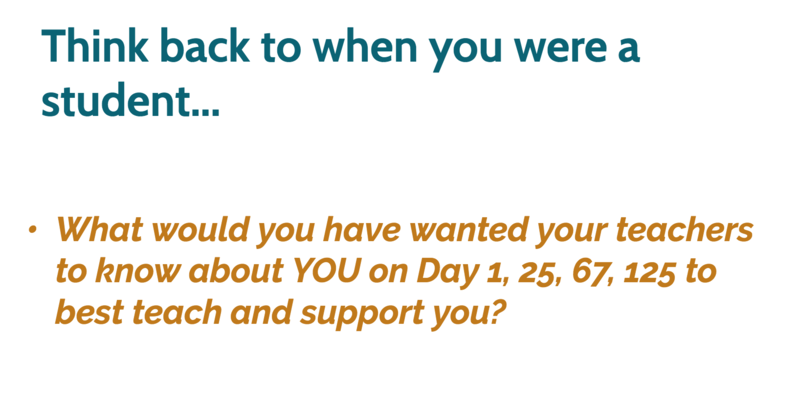 Think back to when you were a
student...
• What would you have wanted your teachers
to know about YOU on Day 1, 25, 67, 125 to
best teach and support you?